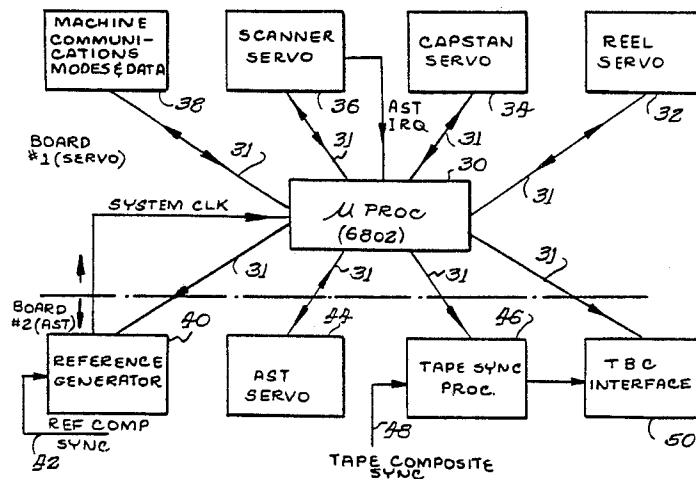 MACHINE
COMMUNI-
CATIONS
MODES & DATA
38
SCANNER
SERVO
36
CAPSTAN
SERVO
34
REEL
SERVO
32
AST
IRQ
BOARD
#1 (SERVO)
31
31
31
30
31
SYSTEM CLK
μ PROC
(6802)
31
31
31
31
BOARD
#2 (AST)
40
REFERENCE
GENERATOR
44
AST
SERVO
46
TAPE SYNC
PROC.
TBC
INTERFACE
50
REF COMP
SYNC
42
48
TAPE COMPOSITE
SYNC